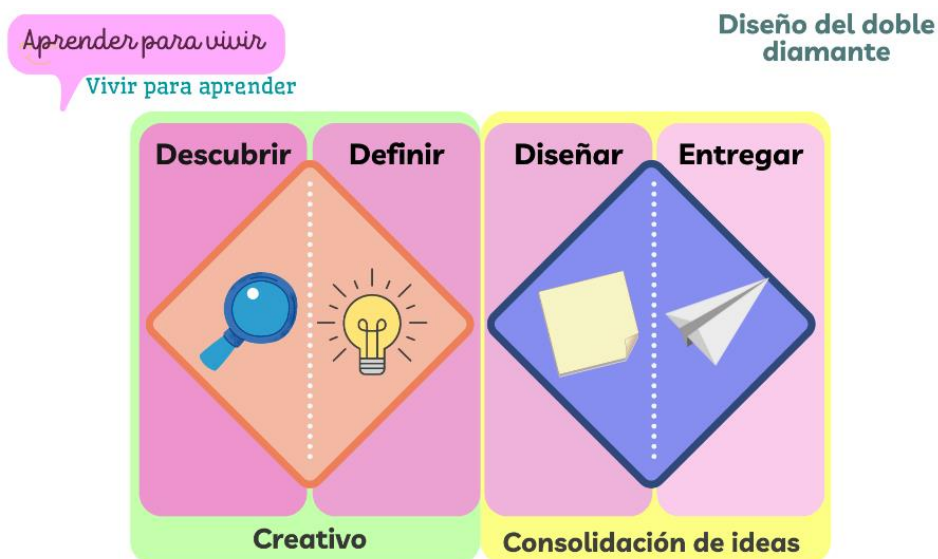 Aprender para vivir
Vivir para aprender
Diseño del doble
diamante
Descubrir
Definir
Diseñar
Entregar
Creativo
Consolidación de ideas